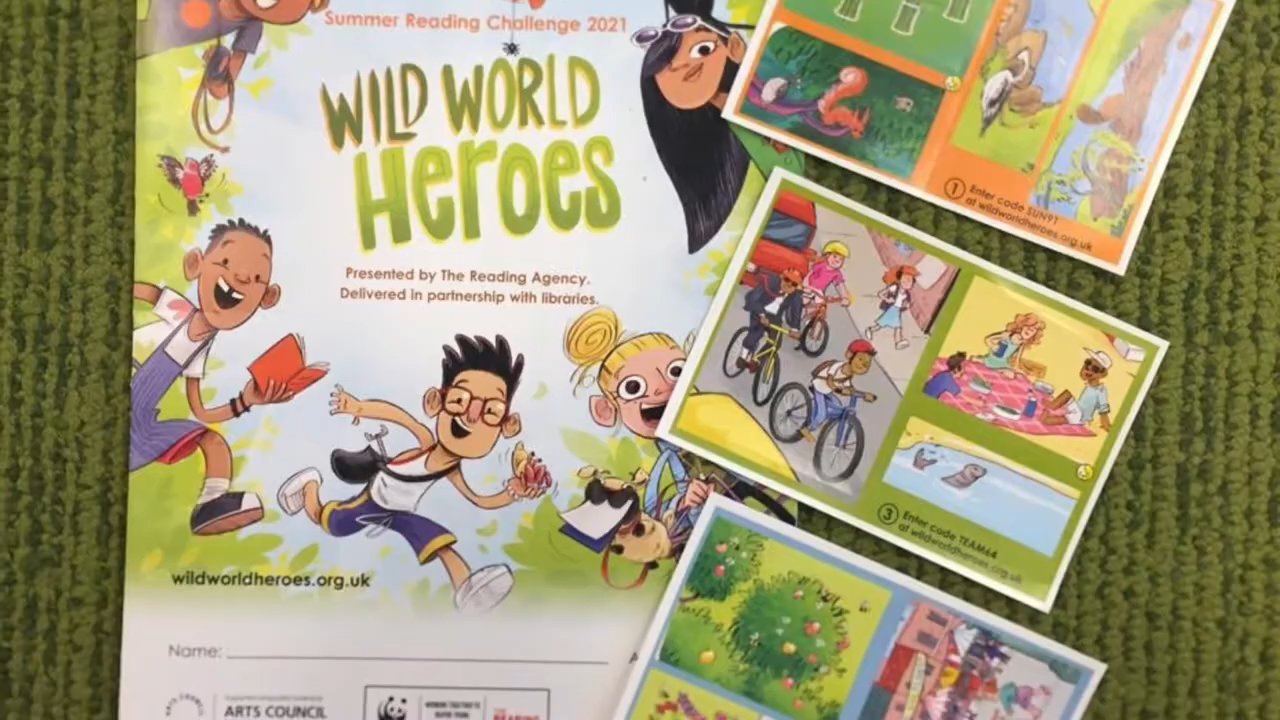 Summer Reading Challenge 2021
WILD WORLD
Heroes
Presented by The Reading Agency.
Delivered in partnership with libraries.
wildworldheroes.org.uk
Name:
ARTS COUNCIL
1 Enter code SUN91
at wildworldheroes.org.uk
3 Enter code TEAM64
at wildworldheroes.org.uk